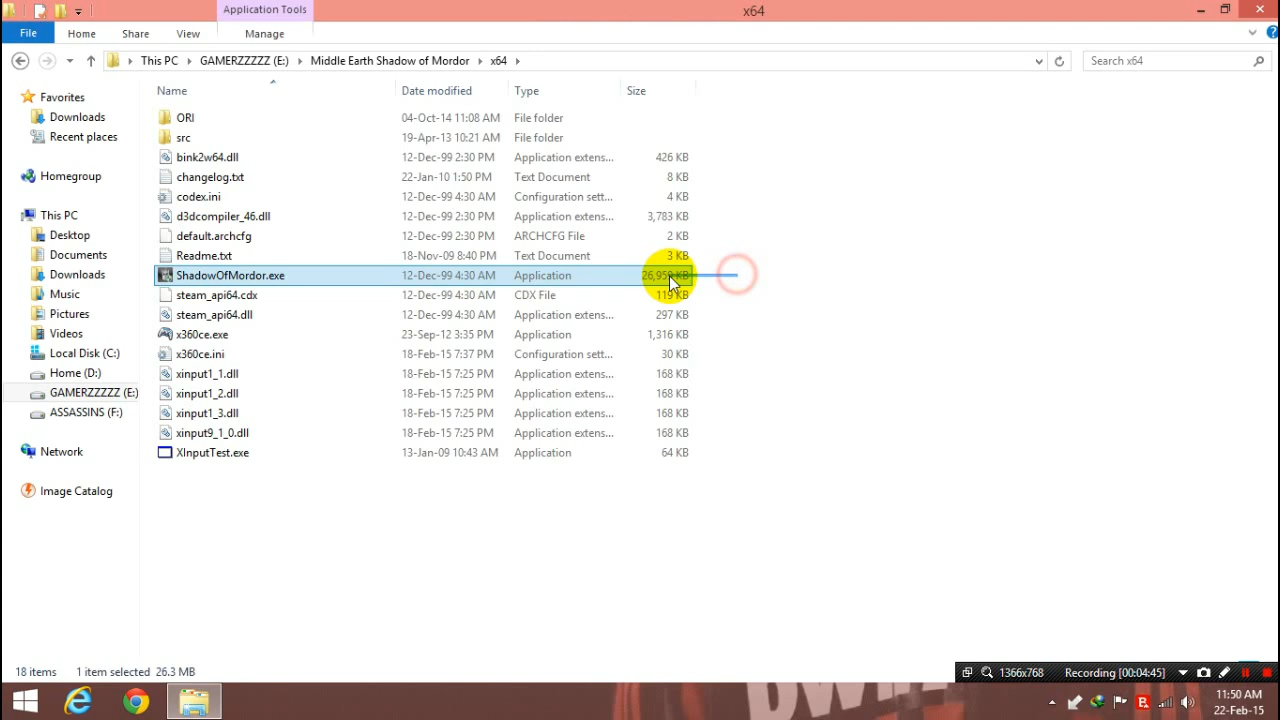 Application Tools
x64
File Home Share View Manage
This PC GAMERZZZZZ (E:) Middle Earth Shadow of Mordor x64
Search x64
Name Date modified Type Size
Favorites
Downloads
Recent places
Homegroup
This PC
Desktop
Documents
Downloads
Music
Pictures
Videos
Local Disk (C:)
Home (D:)
GAMERZZZZZ (E:)
ASSASSINS (F:)
Network
Image Catalog
ORI 04-Oct-14 11:08 AM File folder
src 19-Apr-13 10:21 AM File folder
bink2w64.dll 12-Dec-99 2:30 PM Application extens... 426 KB
changelog.txt 22-Jan-10 1:50 PM Text Document 8 KB
codex.ini 12-Dec-99 4:30 AM Configuration sett... 4 KB
d3dcompiler_46.dll 12-Dec-99 2:30 PM Application extens... 3,783 KB
default.archcfg 12-Dec-99 2:30 PM ARCHCFG File 2 KB
Readme.txt 18-Nov-09 8:40 PM Text Document 3 KB
ShadowOfMordor.exe 12-Dec-99 4:30 AM Application 26,959 KB
steam_api64.cdx 12-Dec-99 4:30 AM CDX File 119 KB
steam_api64.dll 12-Dec-99 4:30 AM Application extens... 297 KB
x360ce.exe 23-Sep-12 3:35 PM Application 1,316 KB
x360ce.ini 18-Feb-15 7:37 PM Configuration sett... 30 KB
xinput1_1.dll 18-Feb-15 7:25 PM Application extens... 168 KB
xinput1_2.dll 18-Feb-15 7:25 PM Application extens... 168 KB
xinput1_3.dll 18-Feb-15 7:25 PM Application extens... 168 KB
xinput9_1_0.dll 18-Feb-15 7:25 PM Application extens... 168 KB
XInputTest.exe 13-Jan-09 10:43 AM Application 64 KB
18 items 1 item selected 26.3 MB
1366x768 Recording [00:04:45]
11:50 AM
22-Feb-15